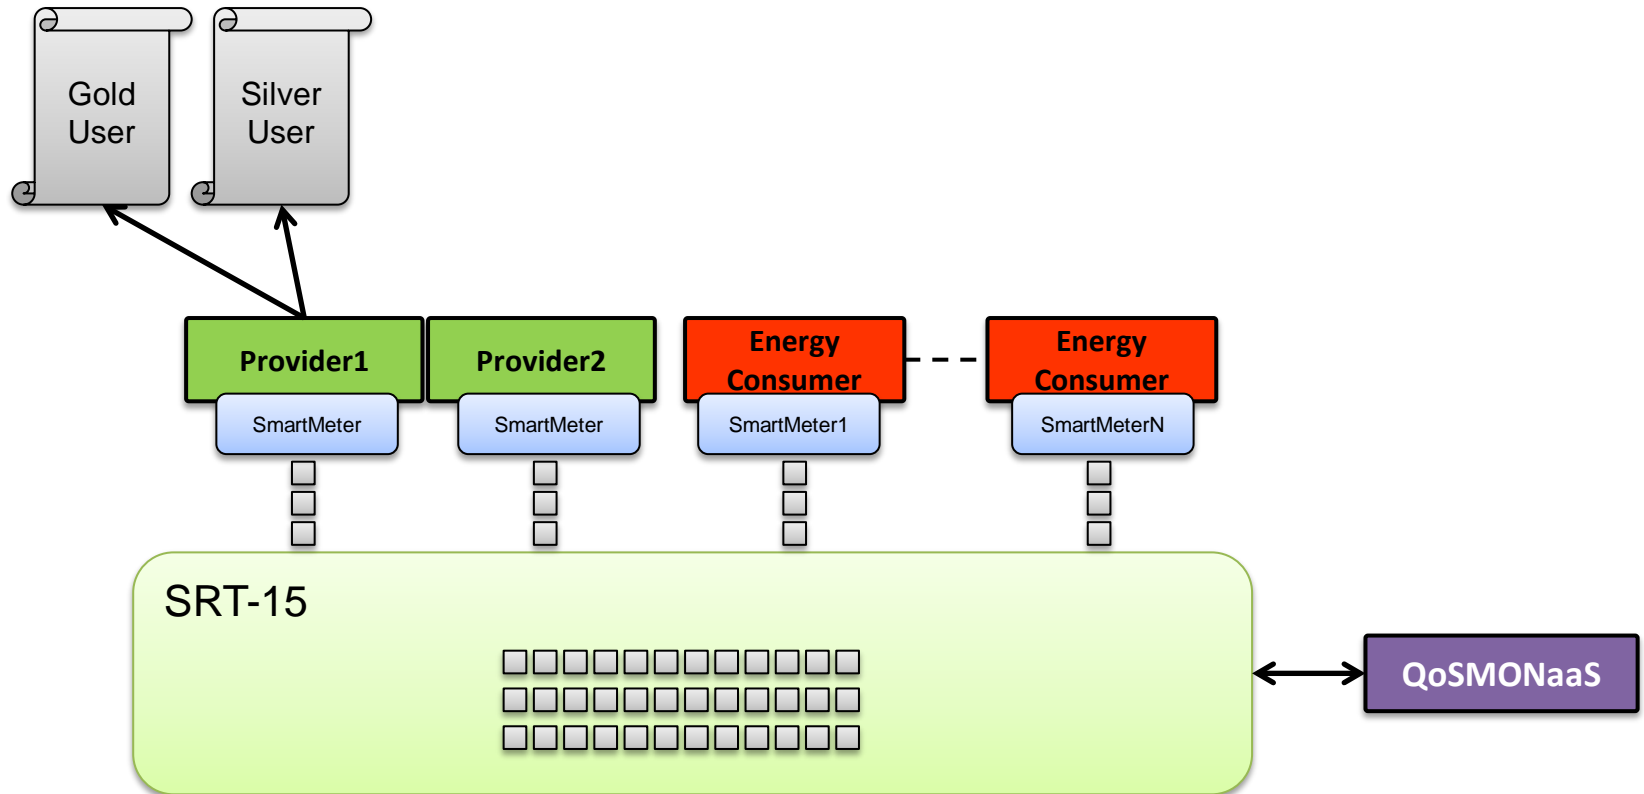 Gold
User
Silver
User
Provider1
Provider2
Energy
Consumer
Energy
Consumer
SmartMeter
SmartMeter
SmartMeter1
SmartMeterN
SRT-15
QoSMONaaS